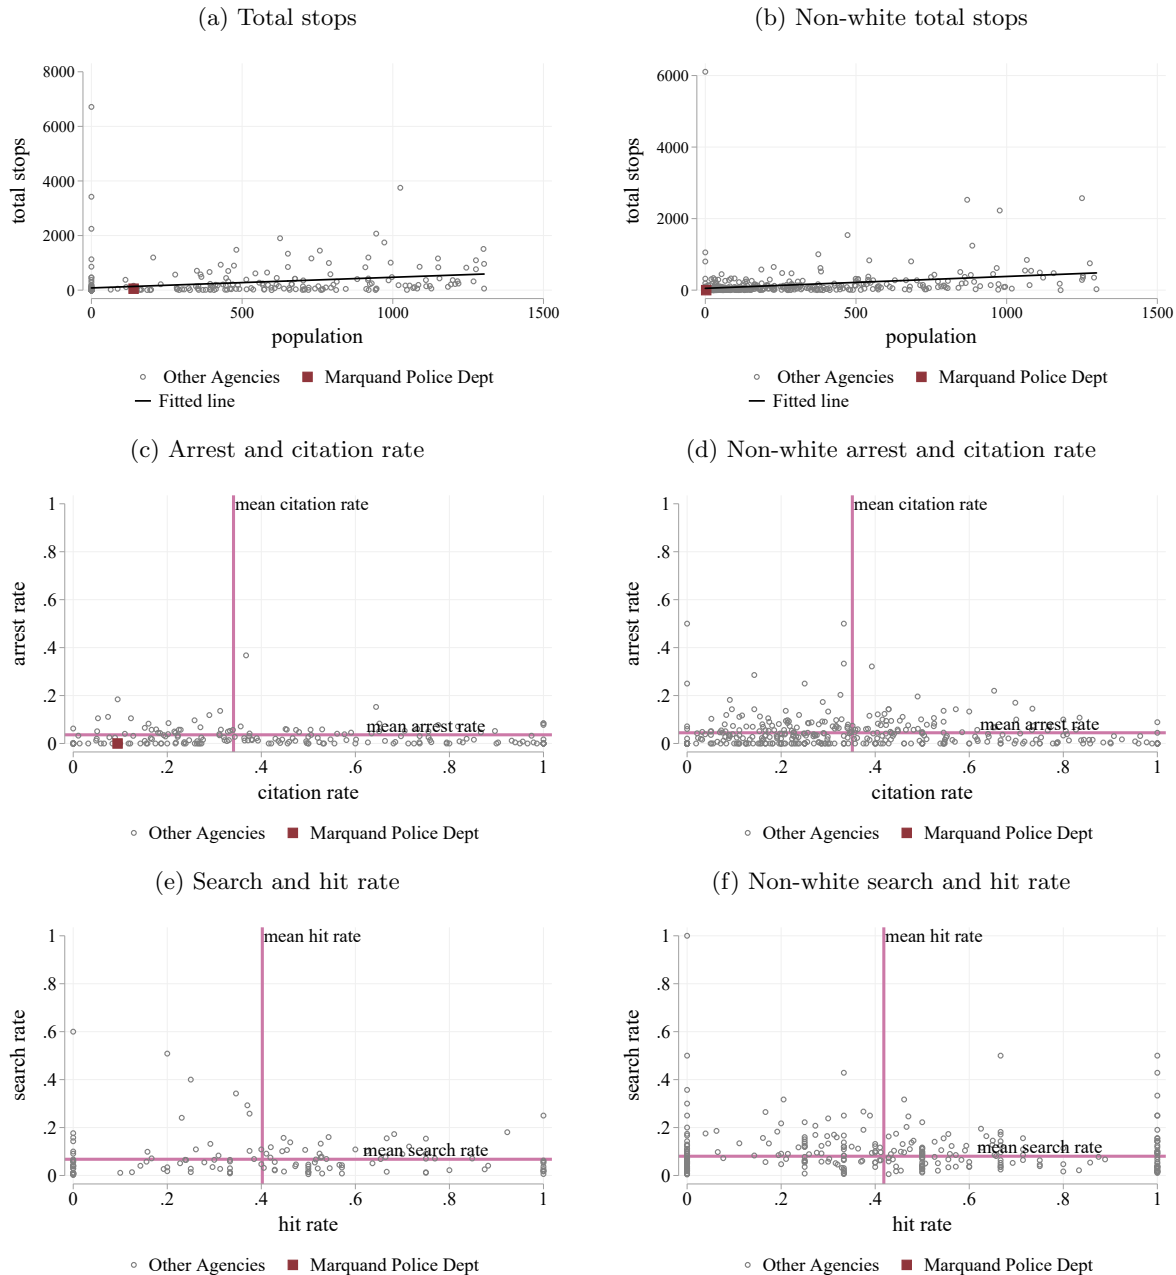 (a) Total stops
8000
6000
4000
2000
0
total stops
0 500 1000 1500
population
Other Agencies Marquand Police Dept
Fitted line
(b) Non-white total stops
6000
4000
2000
0
total stops
0 500 1000 1500
population
Other Agencies Marquand Police Dept
Fitted line
(c) Arrest and citation rate
mean citation rate
1
.8
.6
.4
.2
0
arrest rate
mean arrest rate
0 .2 .4 .6 .8 1
citation rate
Other Agencies Marquand Police Dept
(d) Non-white arrest and citation rate
mean citation rate
1
.8
.6
.4
.2
0
arrest rate
mean arrest rate
0 .2 .4 .6 .8 1
citation rate
Other Agencies Marquand Police Dept
(e) Search and hit rate
mean hit rate
1
.8
.6
.4
.2
0
search rate
mean search rate
0 .2 .4 .6 .8 1
hit rate
Other Agencies Marquand Police Dept
(f) Non-white search and hit rate
mean hit rate
1
.8
.6
.4
.2
0
search rate
mean search rate
0 .2 .4 .6 .8 1
hit rate
Other Agencies Marquand Police Dept